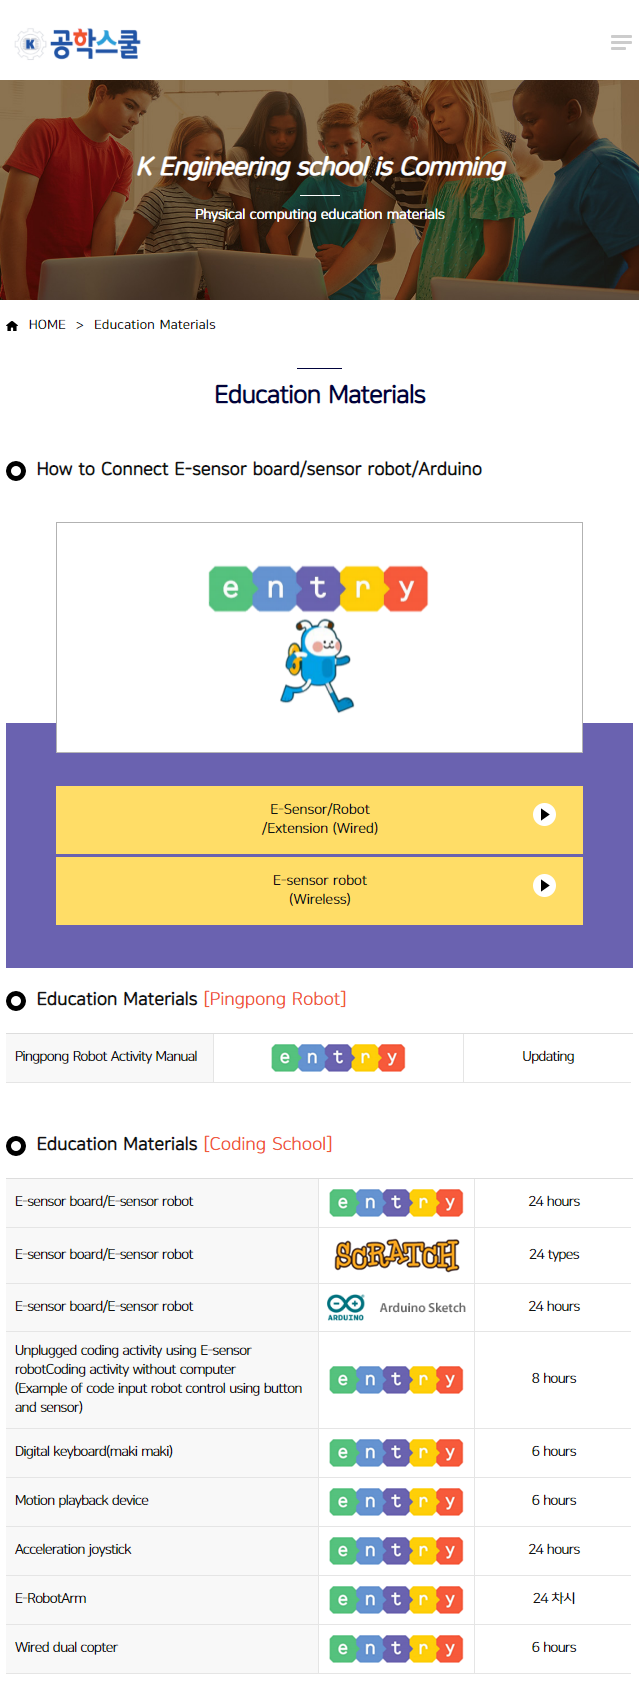 K 공학스쿨
K Engineering school is Comming
Physical computing education materials
HOME > Education Materials
Education Materials
How to Connect E-sensor board/sensor robot/Arduino
entry
E-Sensor/Robot
/Extension (Wired)
E-sensor robot
(Wireless)
Education Materials [Pingpong Robot]
Pingpong Robot Activity Manual entry Updating
Education Materials [Coding School]
E-sensor board/E-sensor robot entry 24 hours
E-sensor board/E-sensor robot SCRATCH 24 types
E-sensor board/E-sensor robot ARDUINO Arduino Sketch 24 hours
Unplugged coding activity using E-sensor
robotCoding activity without computer
(Example of code input robot control using button
and sensor)
entry 8 hours
Digital keyboard(maki maki) entry 6 hours
Motion playback device entry 6 hours
Acceleration joystick entry 24 hours
E-RobotArm entry 24 차시
Wired dual copter entry 6 hours